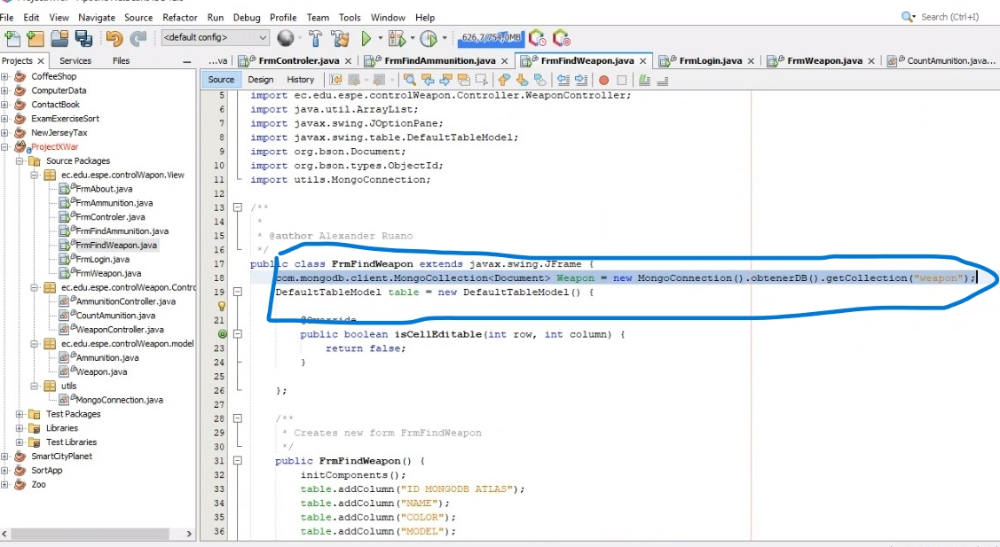 File Edit View Navigate Source Refactor Run Debug Profile Team Tools Window Help
Search (Ctrl+I)
<default config>
626,7/754,0MB
Projects Services Files
...va FrmControler.java FrmFindAmmunition.java FrmFindWeapon.java FrmLogin.java FrmWeapon.java CountAmunition.java...
Source Design History
CoffeeShop
ComputerData
ContactBook
ExamExerciseSort
NewJerseyTax
ProjectXWar
Source Packages
ec.edu.espe.controlWapon.View
FrmAbout.java
FrmAmmunition.java
FrmControler.java
FrmFindAmmunition.java
FrmFindWeapon.java
FrmLogin.java
FrmWeapon.java
ec.edu.espe.controlWeapon.Contro
AmmunitionController.java
CountAmunition.java
WeaponController.java
ec.edu.espe.controlWeapon.model
Ammunition.java
Weapon.java
utils
MongoConnection.java
Test Packages
Libraries
Test Libraries
SmartCityPlanet
SortApp
Zoo
5 import ec.edu.espe.controlWeapon.Controller.WeaponController;
6 import java.util.ArrayList;
7 import javax.swing.JOptionPane;
8 import javax.swing.table.DefaultTableModel;
9 import org.bson.Document;
10 import org.bson.types.ObjectId;
11 import utils.MongoConnection;
12
13 /**
14 *
15 * @author Alexander Ruano
16 */
17 public class FrmFindWeapon extends javax.swing.JFrame {
18 com.mongodb.client.MongoCollection<Document> Weapon = new MongoConnection().obtenerDB().getCollection("weapon");
19 DefaultTableModel table = new DefaultTableModel() {
21 @Override
public boolean isCellEditable(int row, int column) {
23 return false;
24 }
25
26 };
27
28 /**
29 * Creates new form FrmFindWeapon
30 */
31 public FrmFindWeapon() {
32 initComponents();
33 table.addColumn("ID MONGODB ATLAS");
34 table.addColumn("NAME");
35 table.addColumn("COLOR");
36 table.addColumn("MODEL");